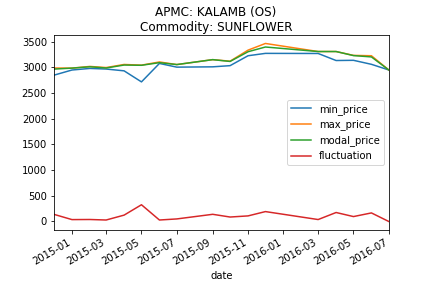 APMC: KALAMB (OS)
Commodity: SUNFLOWER
3500
3000
2500
2000
1500
1000
500
0
min_price
max_price
modal_price
fluctuation
2015-01
2015-03
2015-05
2015-07
2015-09
2015-11
2016-01
2016-03
2016-05
2016-07
date